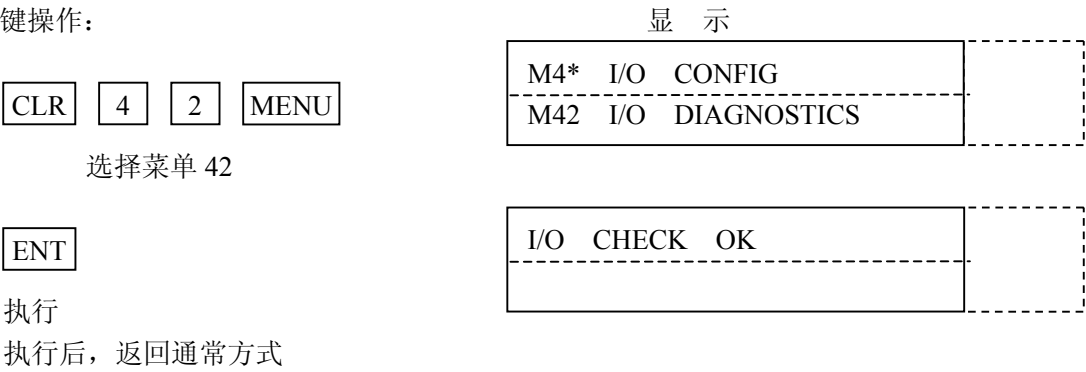 键操作:
显 示
M4* I/O CONFIG
CLR 4 2 MENU
M42 I/O DIAGNOSTICS
选择菜单 42
ENT
I/O CHECK OK
执行
执行后，返回通常方式